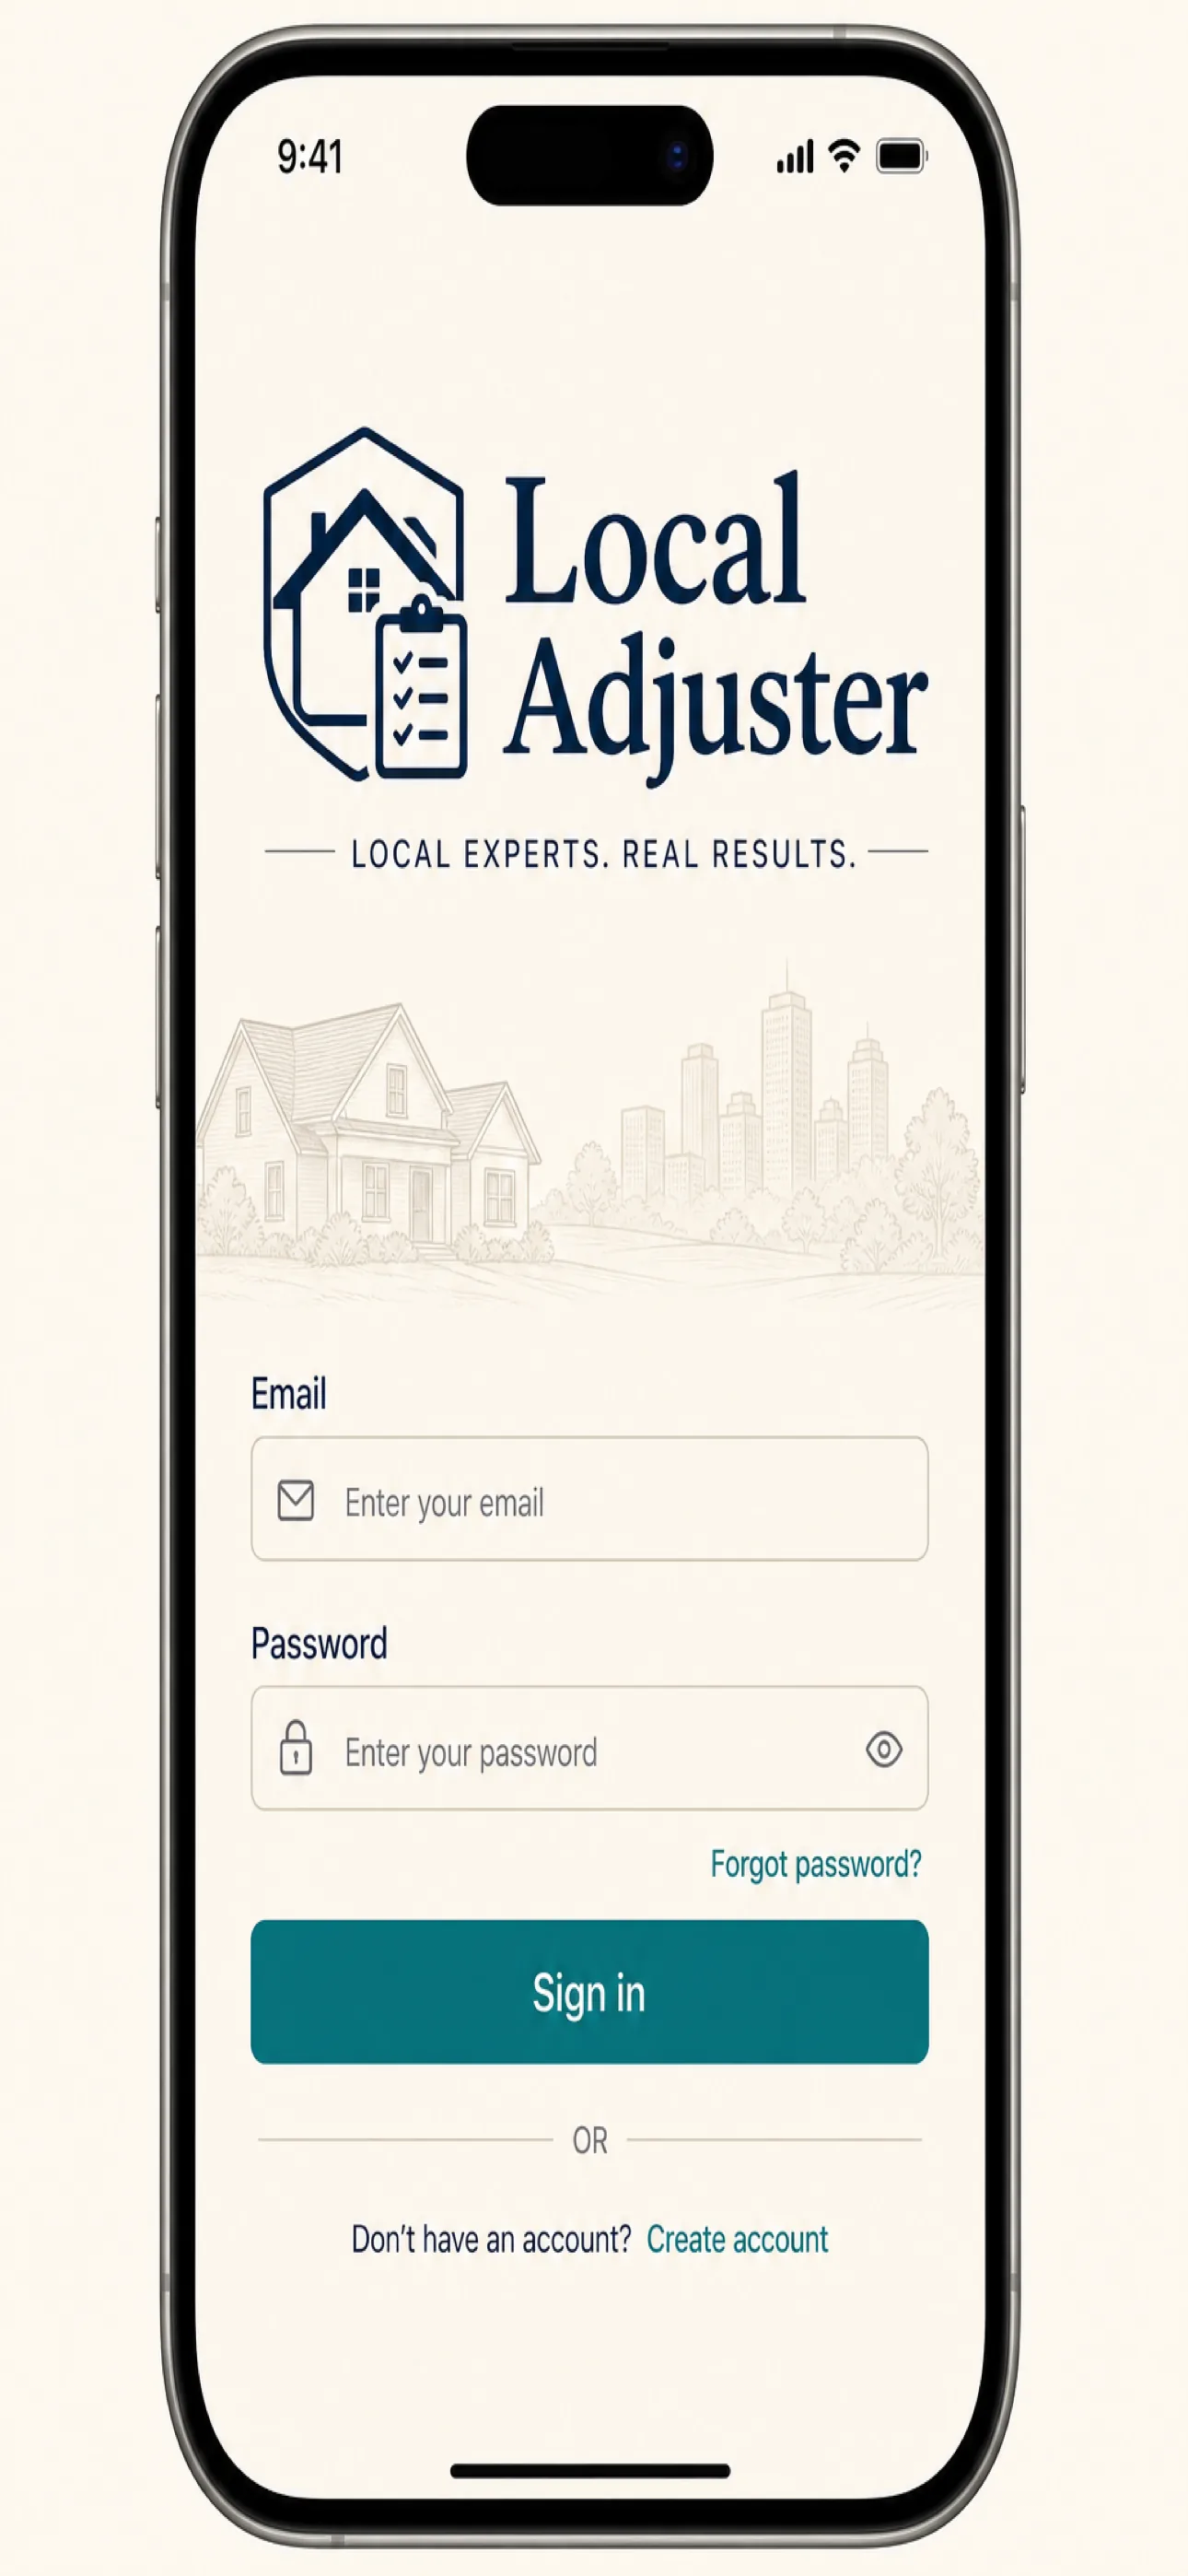 9:41
Local
Adjuster
LOCAL EXPERTS. REAL RESULTS.
Email
Enter your email
Password
Enter your password
Forgot password?
Sign in
OR
Don't have an account? Create account